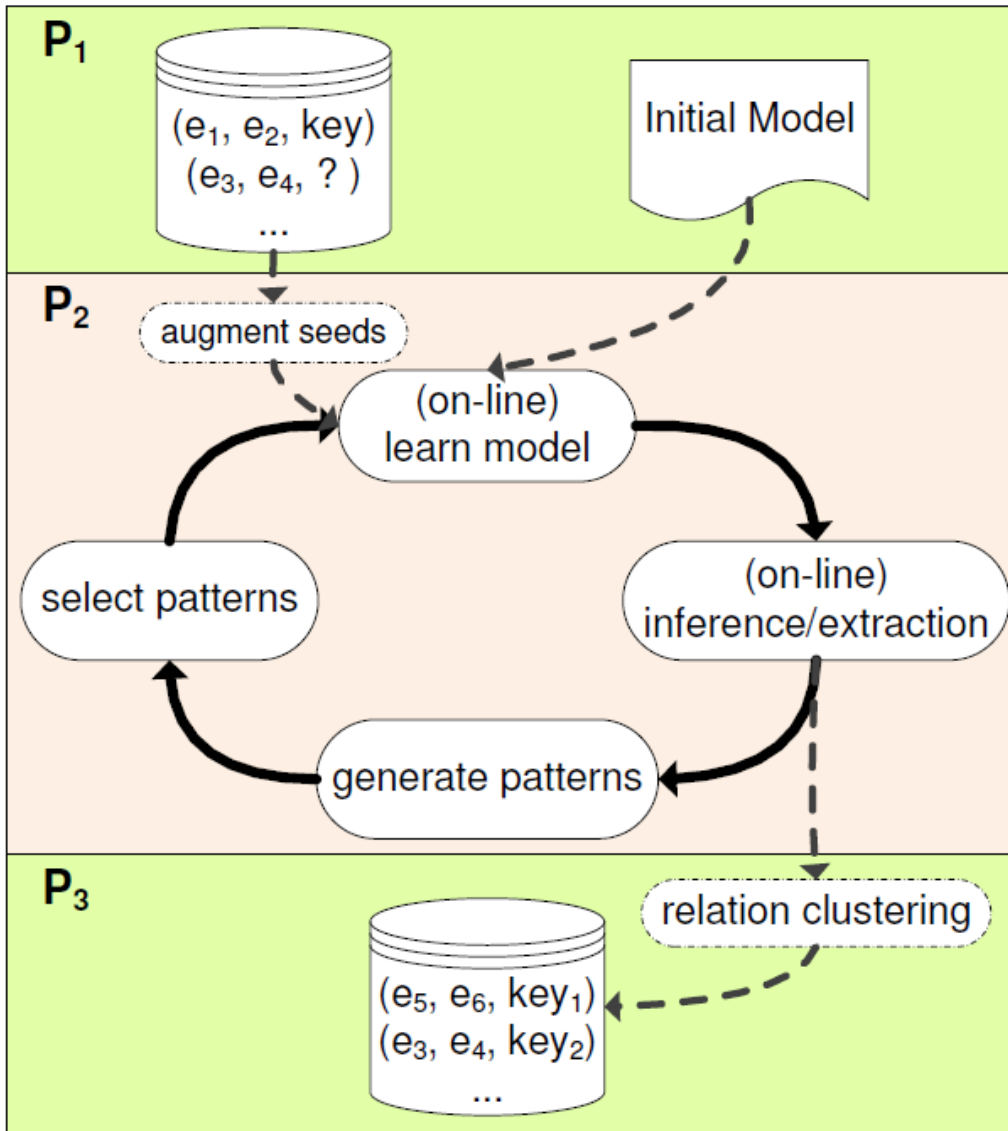 P₁
(e₁, e₂, key)
(e₃, e₄, ? )
...
Initial Model
P₂
augment seeds
(on-line)
learn model
select patterns
(on-line)
inference/extraction
generate patterns
P₃
relation clustering
(e₅, e₆, key₁)
(e₃, e₄, key₂)
...